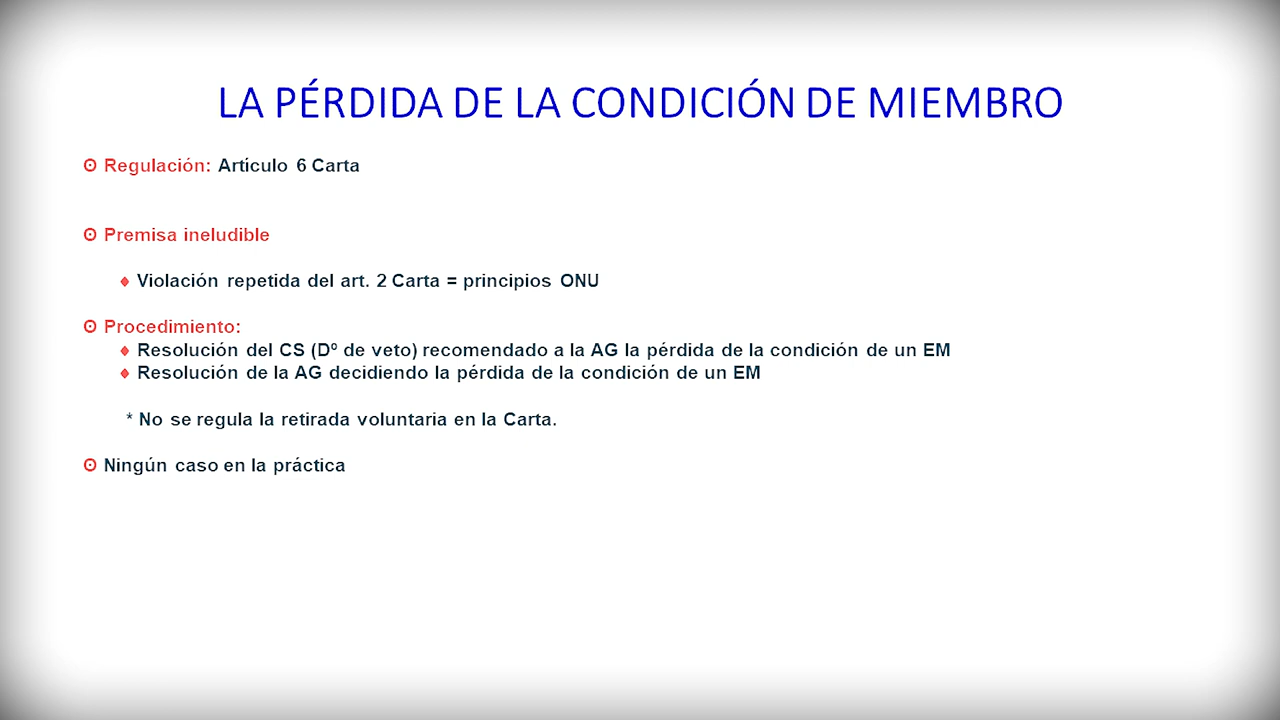 LA PÉRDIDA DE LA CONDICIÓN DE MIEMBRO
Regulación: Artículo 6 Carta
Premisa ineludible
Violación repetida del art. 2 Carta = principios ONU
Procedimiento:
Resolución del CS (Dº de veto) recomendado a la AG la pérdida de la condición de un EM
Resolución de la AG decidiendo la pérdida de la condición de un EM
* No se regula la retirada voluntaria en la Carta.
Ningún caso en la práctica